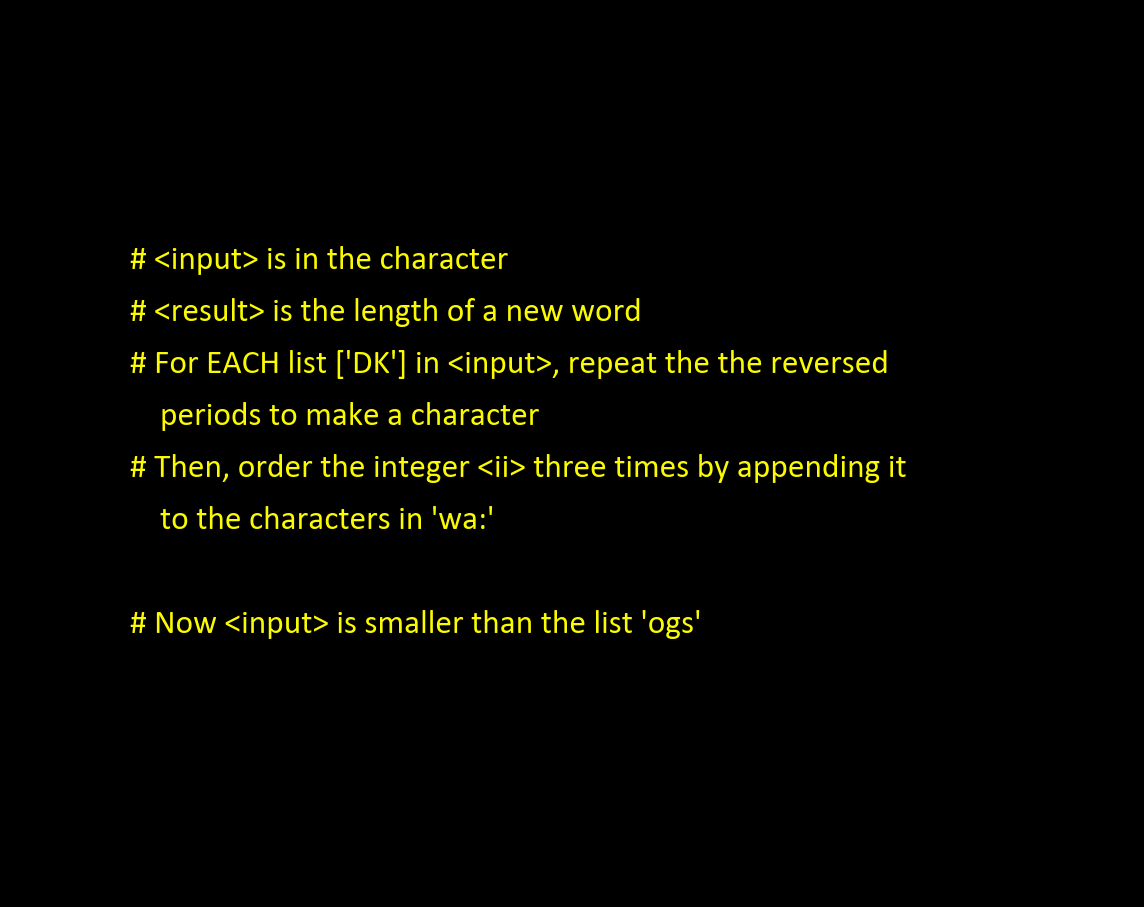 # <input> is in the character
# <result> is the length of a new word
# For EACH list ['DK'] in <input>, repeat the the reversed
periods to make a character
# Then, order the integer <ii> three times by appending it
to the characters in 'wa:'
# Now <input> is smaller than the list 'ogs'